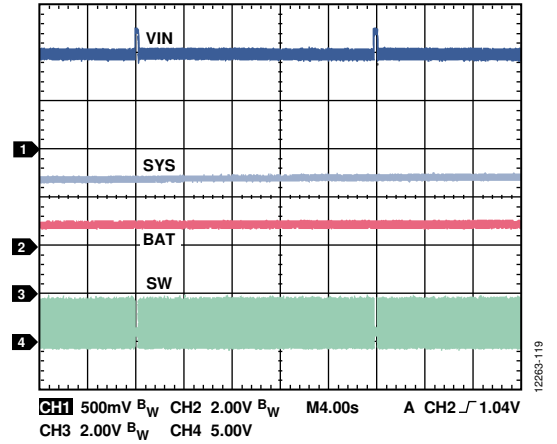 VIN
1
SYS
BAT
2
SW
3
4
12263-119
CH1 500mV BW CH2 2.00V BW M4.00s A CH2 1.04V
CH3 2.00V BW CH4 5.00V